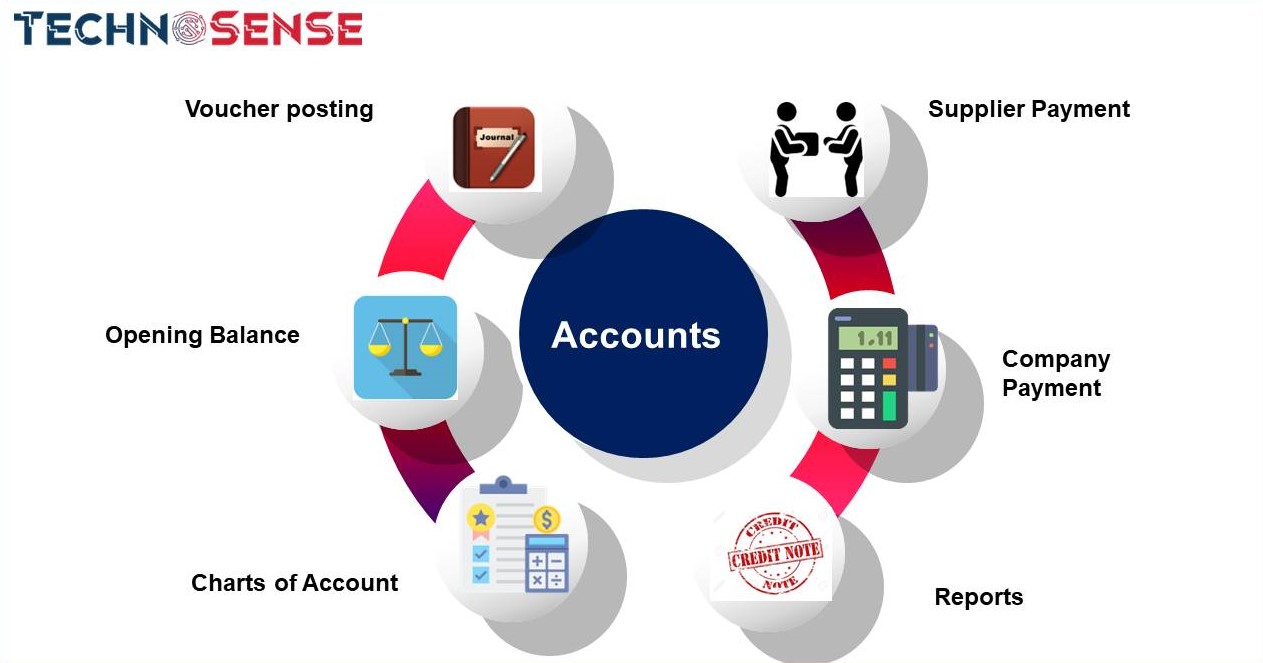 TECHNOSENSE
Voucher posting
Journal
Supplier Payment
Opening Balance
Accounts
1.11
Company
Payment
CREDIT
CREDIT NOTE
NOTE
Charts of Account
Reports